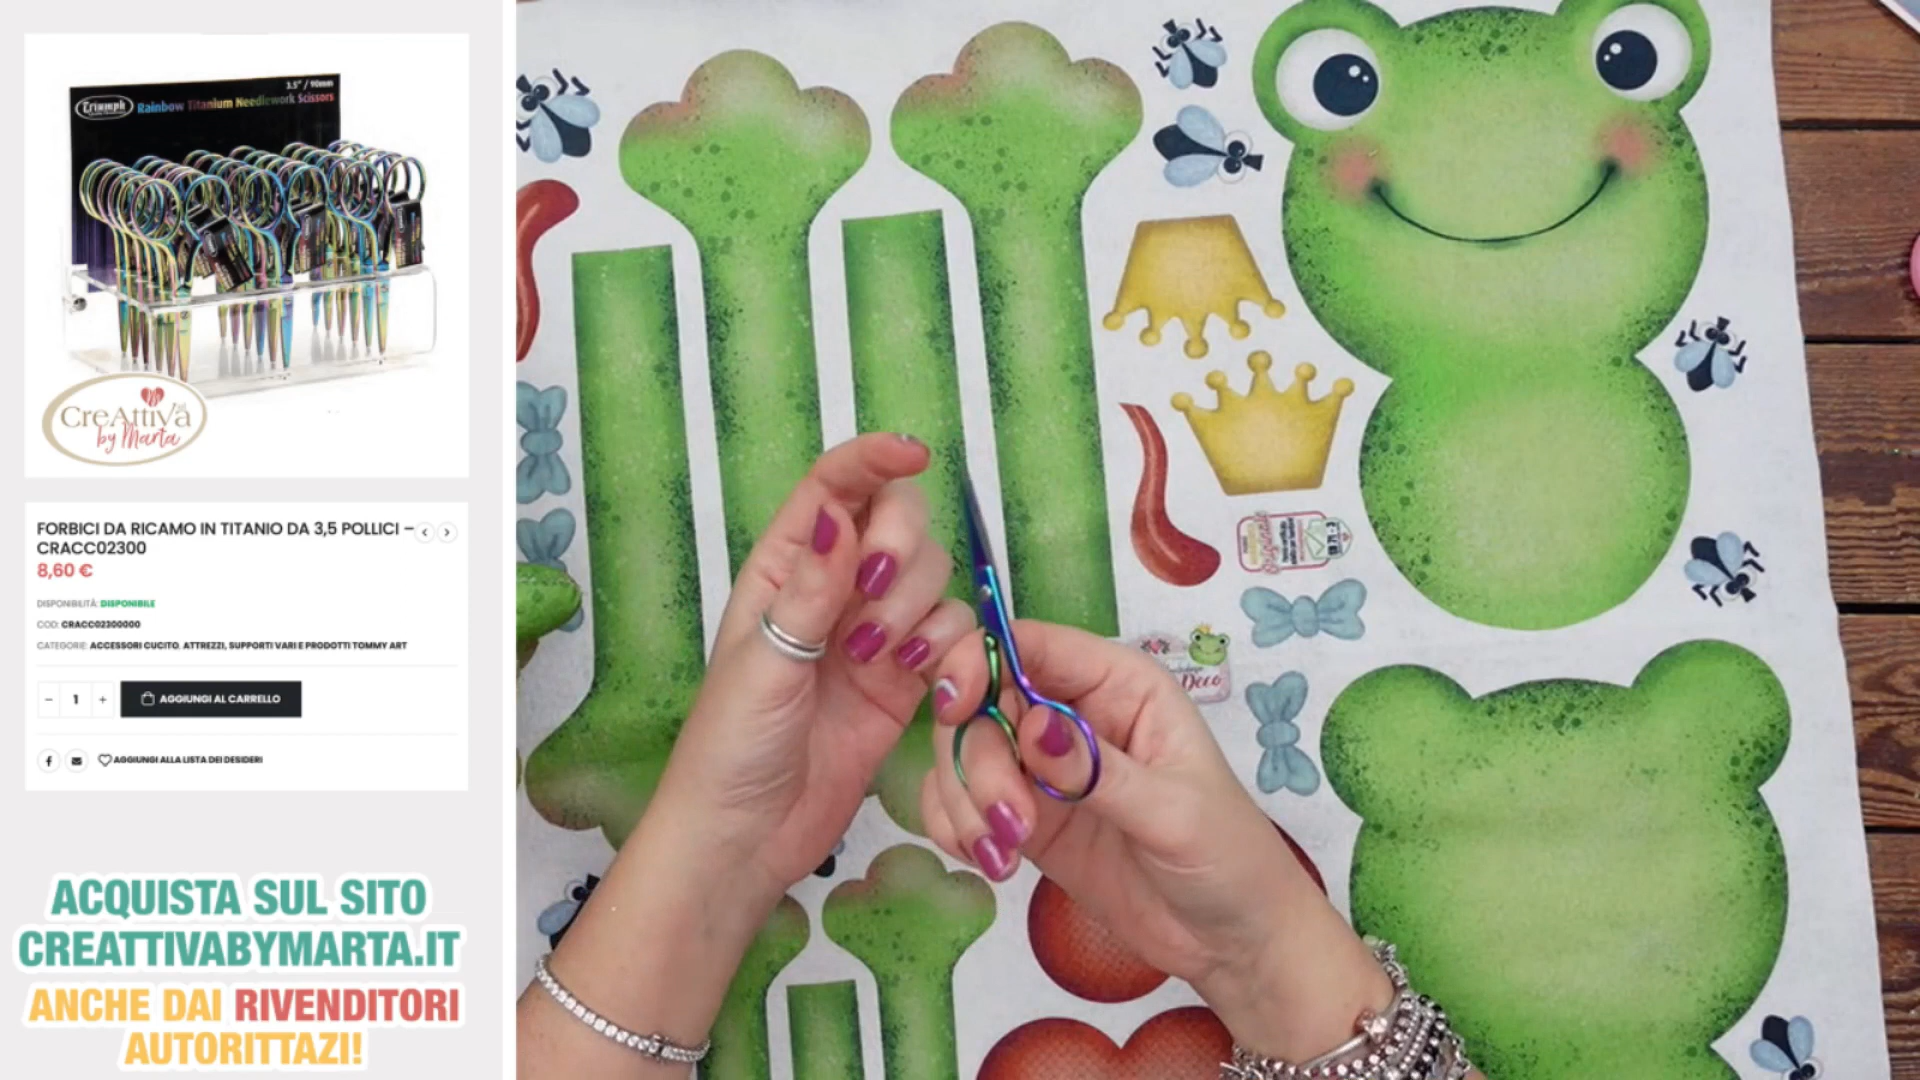 3.5" / 90mm
Triumph
Rainbow Titanium Needlework Scissors
CreAttiva
by Marta
FORBICI DA RICAMO IN TITANIO DA 3,5 POLLICI –
CRACC02300
8,60 €
DISPONIBILITÀ: DISPONIBILE
COD: CRACC02300000
CATEGORIE: ACCESSORI CUCITO, ATTREZZI, SUPPORTI VARI E PRODOTTI TOMMY ART
− 1 + AGGIUNGI AL CARRELLO
AGGIUNGI ALLA LISTA DEI DESIDERI
ACQUISTA SUL SITO
CREATTIVABYMARTA.IT
ANCHE DAI RIVENDITORI
AUTORITTAZI!
Originale
Deco